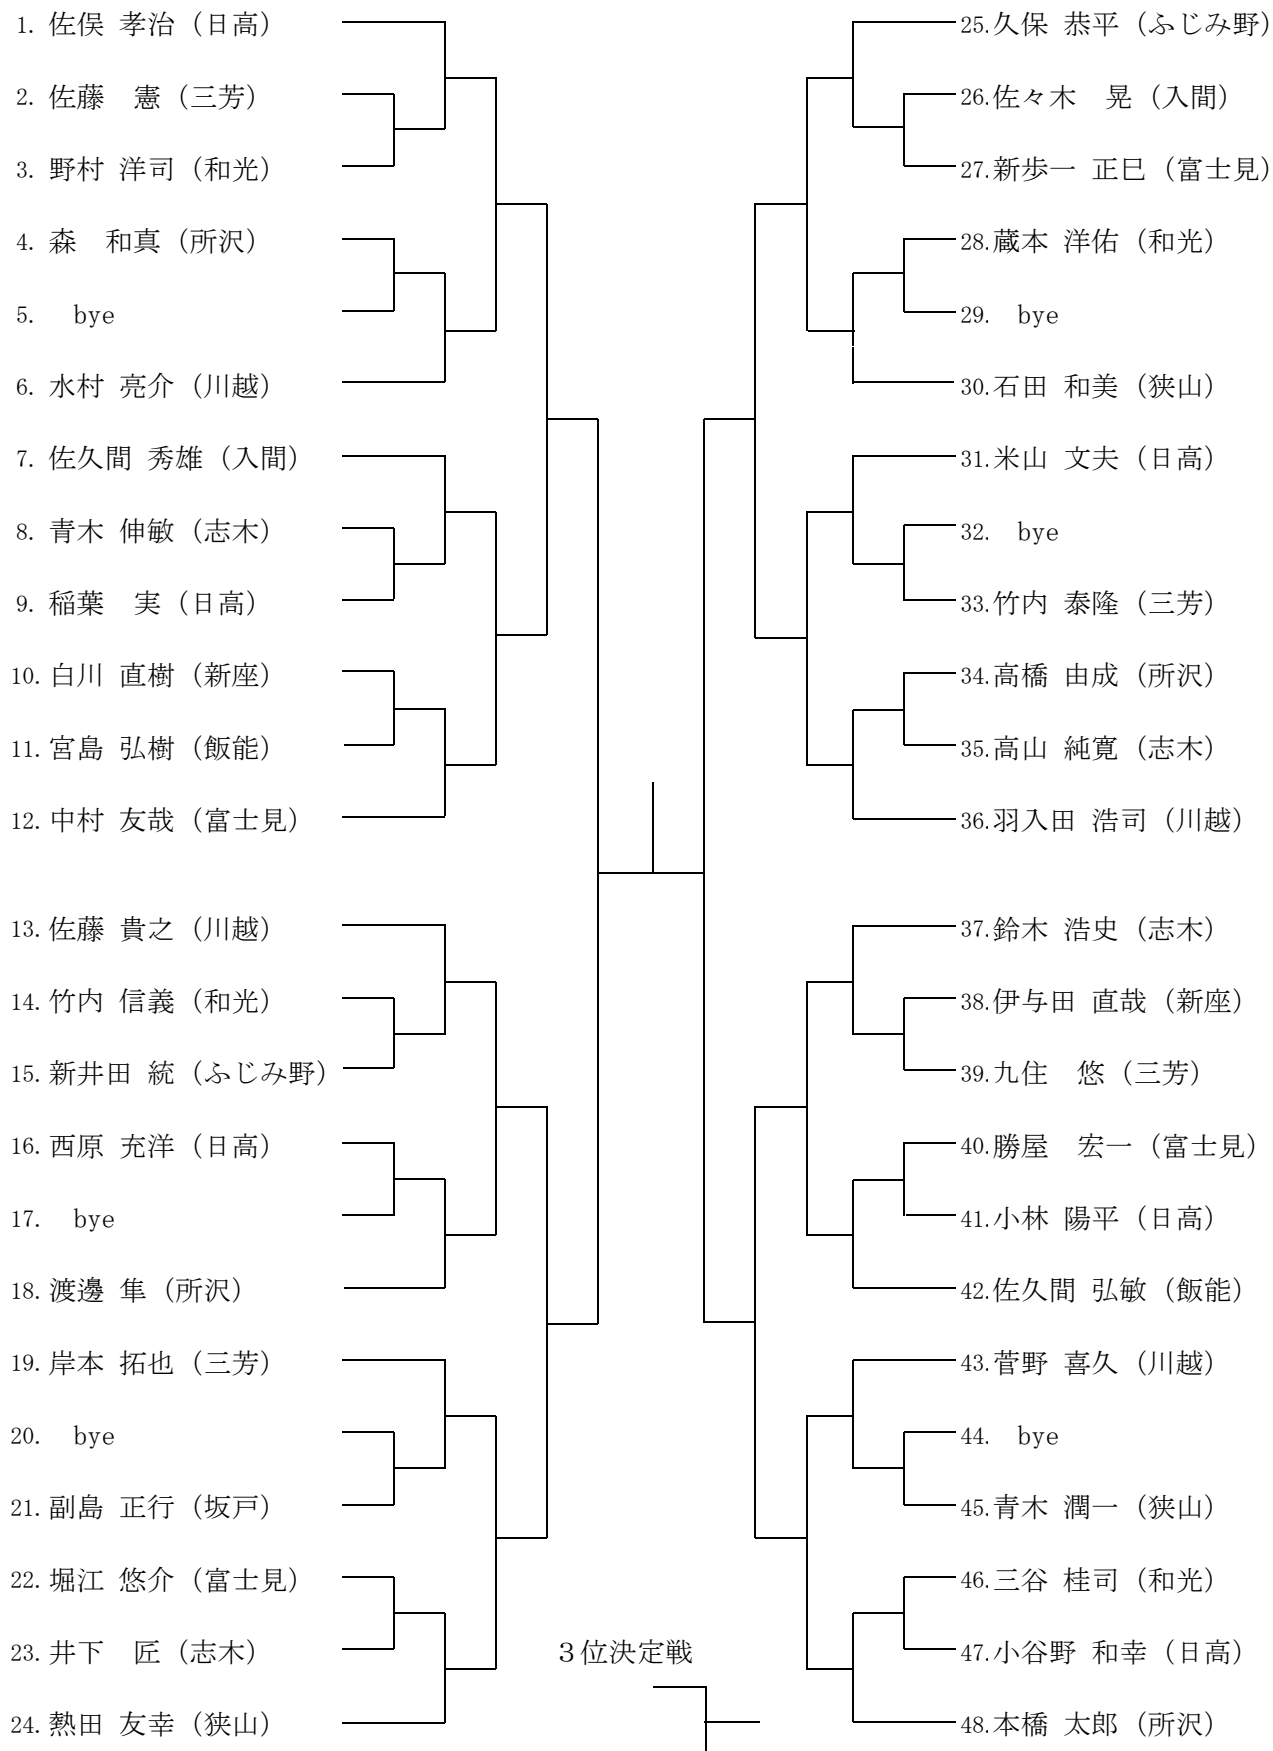 1. 佐俣 孝治（日高）
2. 佐藤　憲（三芳）
3. 野村 洋司（和光）
4. 森　和真（所沢）
5.　bye
6. 水村 亮介（川越）
7. 佐久間 秀雄（入間）
8. 青木 伸敏（志木）
9. 稲葉　実（日高）
10. 白川 直樹（新座）
11. 宮島 弘樹（飯能）
12. 中村 友哉（富士見）
13. 佐藤 貴之（川越）
14. 竹内 信義（和光）
15. 新井田 統（ふじみ野）
16. 西原 充洋（日高）
17.　bye
18. 渡邊 隼（所沢）
19. 岸本 拓也（三芳）
20.　bye
21. 副島 正行（坂戸）
22. 堀江 悠介（富士見）
23. 井下　匠（志木）
24. 熱田 友幸（狭山）
25.久保 恭平（ふじみ野）
26.佐々木　晃（入間）
27.新歩一 正巳（富士見）
28.蔵本 洋佑（和光）
29.　bye
30.石田 和美（狭山）
31.米山 文夫（日高）
32.　bye
33.竹内 泰隆（三芳）
34.高橋 由成（所沢）
35.高山 純寛（志木）
36.羽入田 浩司（川越）
37.鈴木 浩史（志木）
38.伊与田 直哉（新座）
39.九住　悠（三芳）
40.勝屋　宏一（富士見）
41.小林 陽平（日高）
42.佐久間 弘敏（飯能）
43.菅野 喜久（川越）
44.　bye
45.青木 潤一（狭山）
46.三谷 桂司（和光）
47.小谷野 和幸（日高）
48.本橋 太郎（所沢）
３位決定戦